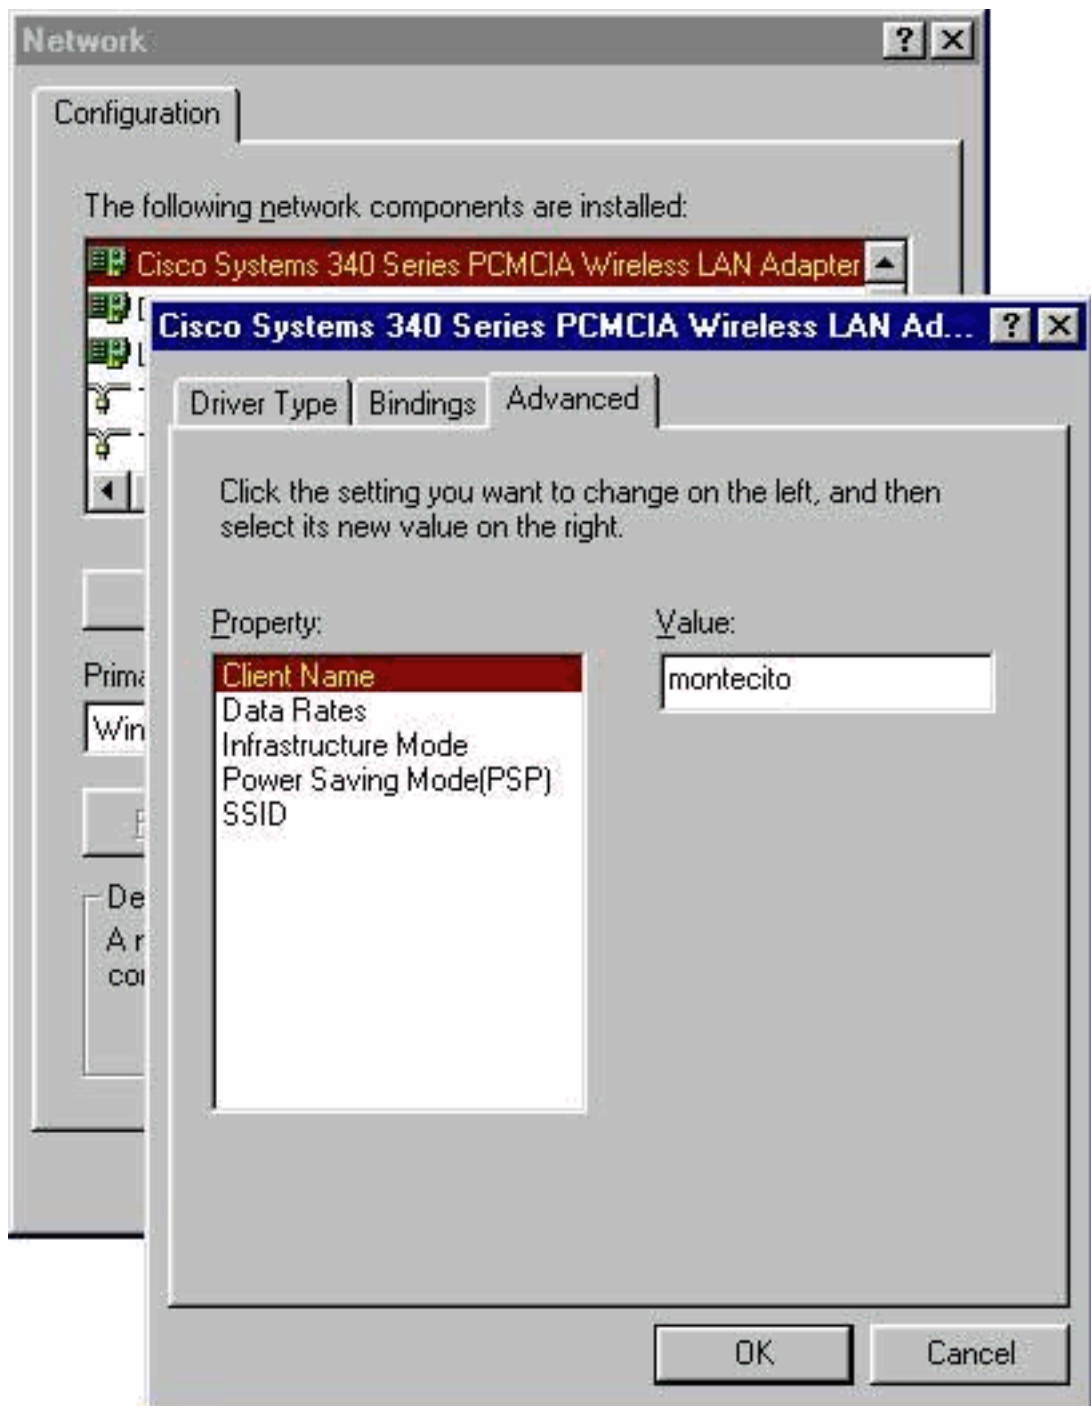 Network
Configuration
The following network components are installed:
Cisco Systems 340 Series PCMCIA Wireless LAN Adapter
Cisco Systems 340 Series PCMCIA Wireless LAN Ad...
Driver Type
Bindings
Advanced
Click the setting you want to change on the left, and then
select its new value on the right.
Property:
Value:
Client Name
montecito
Data Rates
Infrastructure Mode
Power Saving Mode(PSP)
SSID
OK
Cancel